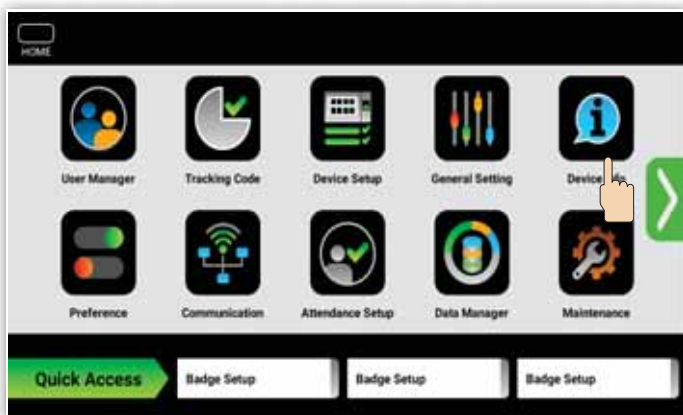 HOME
User Manager
Tracking Code
Device Setup
General Setting
Device
Preference
Communication
Attendance Setup
Data Manager
Maintenance
Quick Access
Badge Setup
Badge Setup
Badge Setup